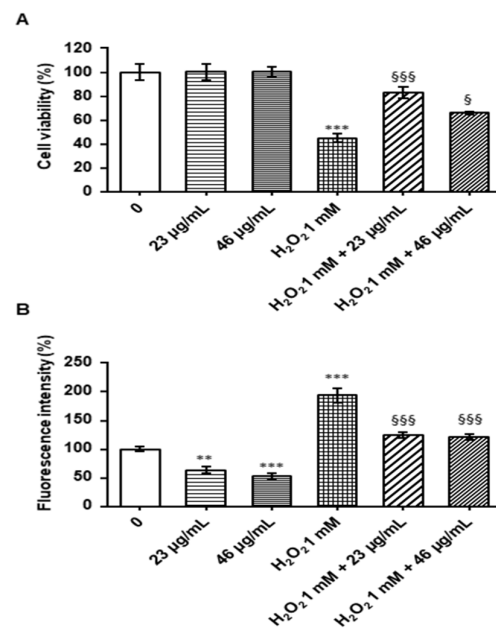 A
Cell viability (%)
120
100
80
60
40
20
0
***
§§§
§
0
23 µg/mL
46 µg/mL
H₂O₂ 1 mM
H₂O₂ 1 mM + 23 µg/mL
H₂O₂ 1 mM + 46 µg/mL
B
Fluorescence intensity (%)
250
200
150
100
50
0
**
***
***
§§§
§§§
0
23 µg/mL
46 µg/mL
H₂O₂ 1 mM
H₂O₂ 1 mM + 23 µg/mL
H₂O₂ 1 mM + 46 µg/mL